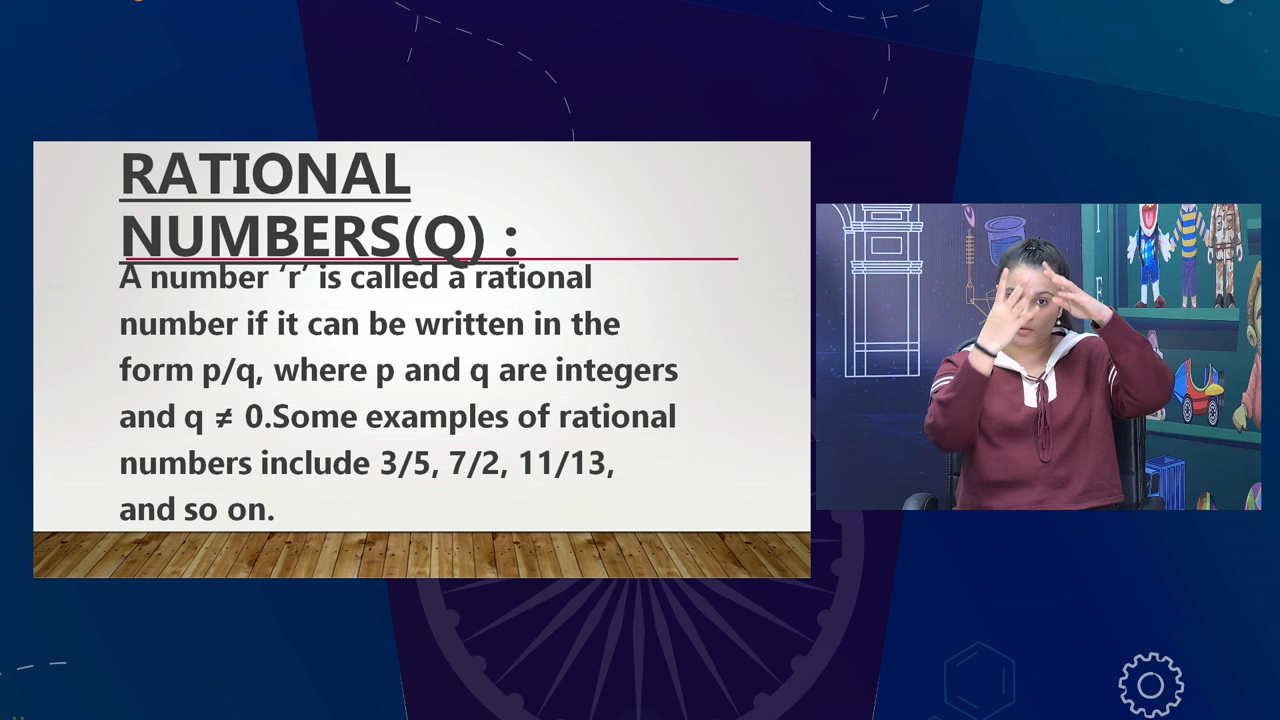 RATIONAL
NUMBERS(Q) :
A number ‘r’ is called a rational
number if it can be written in the
form p/q, where p and q are integers
and q ≠ 0.Some examples of rational
numbers include 3/5, 7/2, 11/13,
and so on.